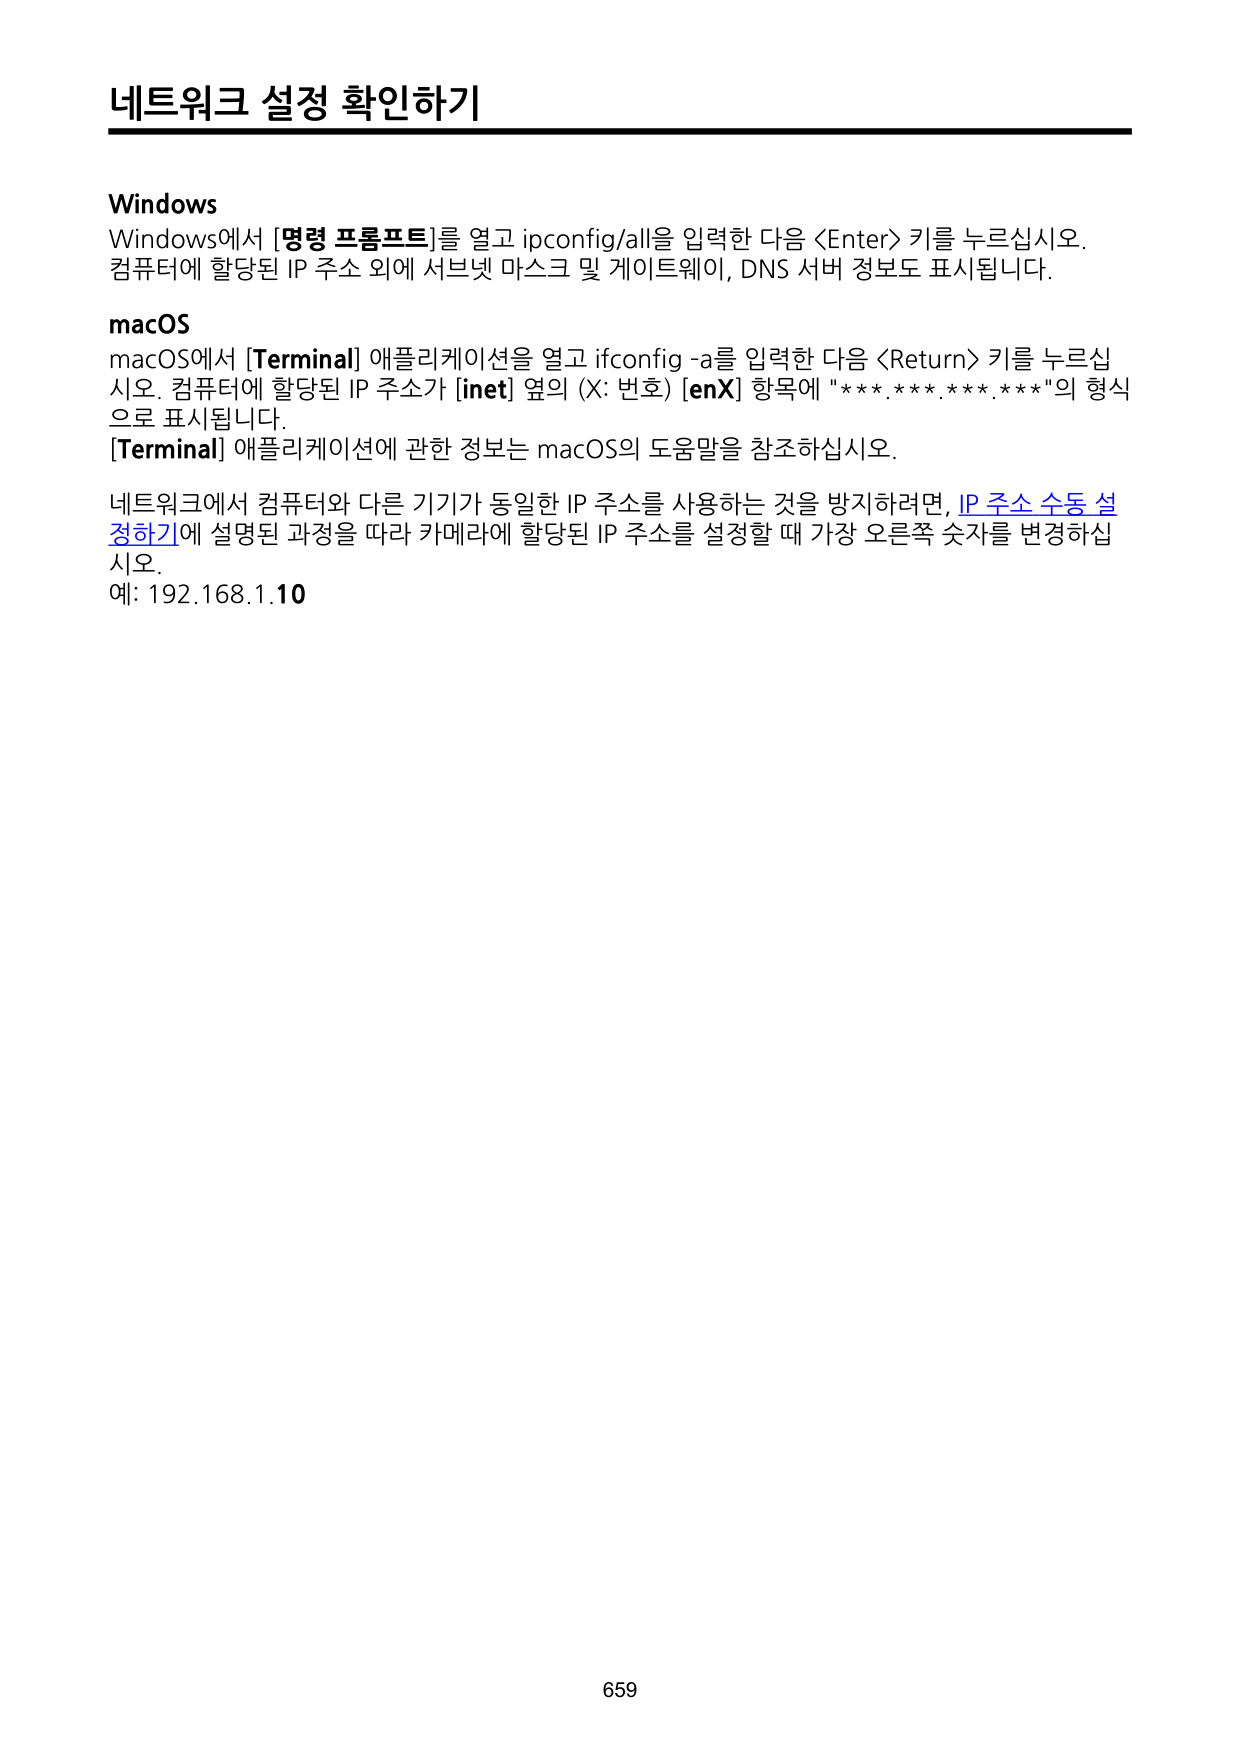 네트워크 설정 확인하기
Windows
Windows에서 [명령 프롬프트]를 열고 ipconfig/all을 입력한 다음 <Enter> 키를 누르십시오.
컴퓨터에 할당된 IP 주소 외에 서브넷 마스크 및 게이트웨이, DNS 서버 정보도 표시됩니다.
macOS
macOS에서 [Terminal] 애플리케이션을 열고 ifconfig -a를 입력한 다음 <Return> 키를 누르십
시오. 컴퓨터에 할당된 IP 주소가 [inet] 옆의 (X: 번호) [enX] 항목에 "***.***.***.***"의 형식
으로 표시됩니다.
[Terminal] 애플리케이션에 관한 정보는 macOS의 도움말을 참조하십시오.
네트워크에서 컴퓨터와 다른 기기가 동일한 IP 주소를 사용하는 것을 방지하려면, IP 주소 수동 설
정하기에 설명된 과정을 따라 카메라에 할당된 IP 주소를 설정할 때 가장 오른쪽 숫자를 변경하십
시오.
예: 192.168.1.10
659